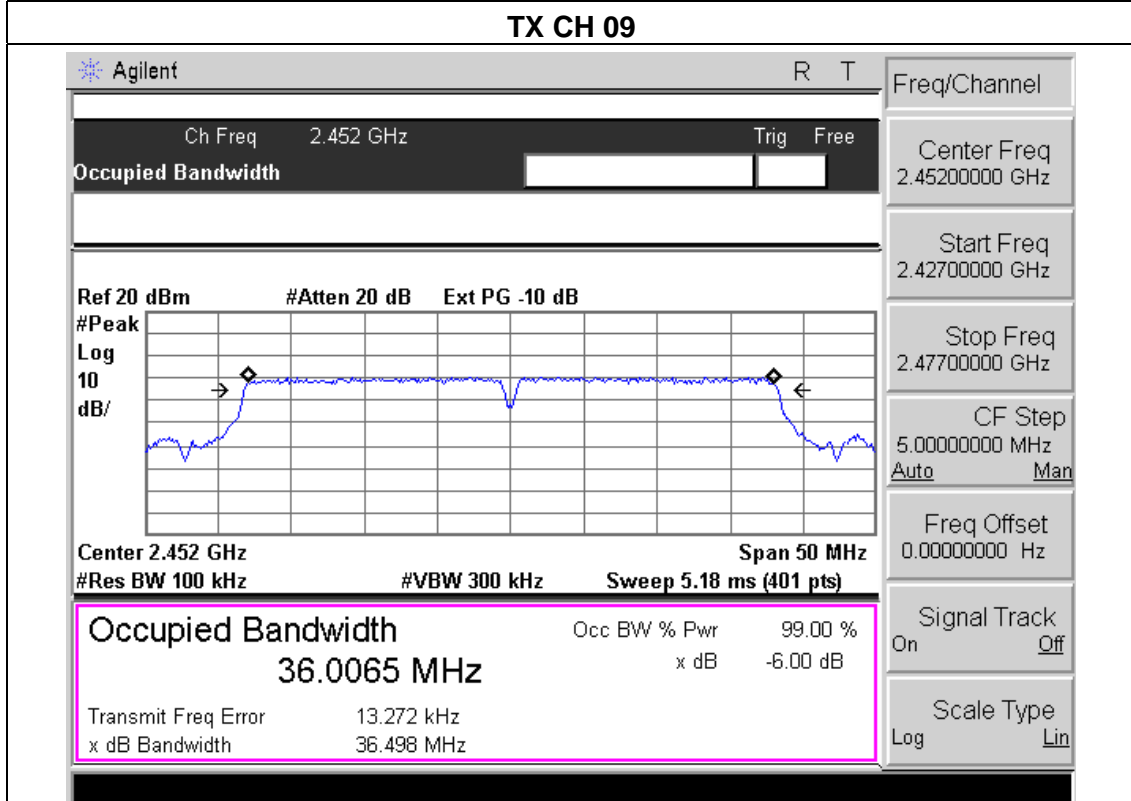 TX CH 09
Agilent R T
Freq/Channel
Ch Freq 2.452 GHz Trig Free
Occupied Bandwidth
Center Freq
2.45200000 GHz
Start Freq
2.42700000 GHz
Stop Freq
2.47700000 GHz
CF Step
5.00000000 MHz
Auto Man
Freq Offset
0.00000000 Hz
Signal Track
On Off
Scale Type
Log Lin
Ref 20 dBm #Atten 20 dB Ext PG -10 dB
#Peak
Log
10
dB/
Center 2.452 GHz Span 50 MHz
#Res BW 100 kHz #VBW 300 kHz Sweep 5.18 ms (401 pts)
Occupied Bandwidth Occ BW % Pwr 99.00 %
36.0065 MHz x dB -6.00 dB
Transmit Freq Error 13.272 kHz
x dB Bandwidth 36.498 MHz